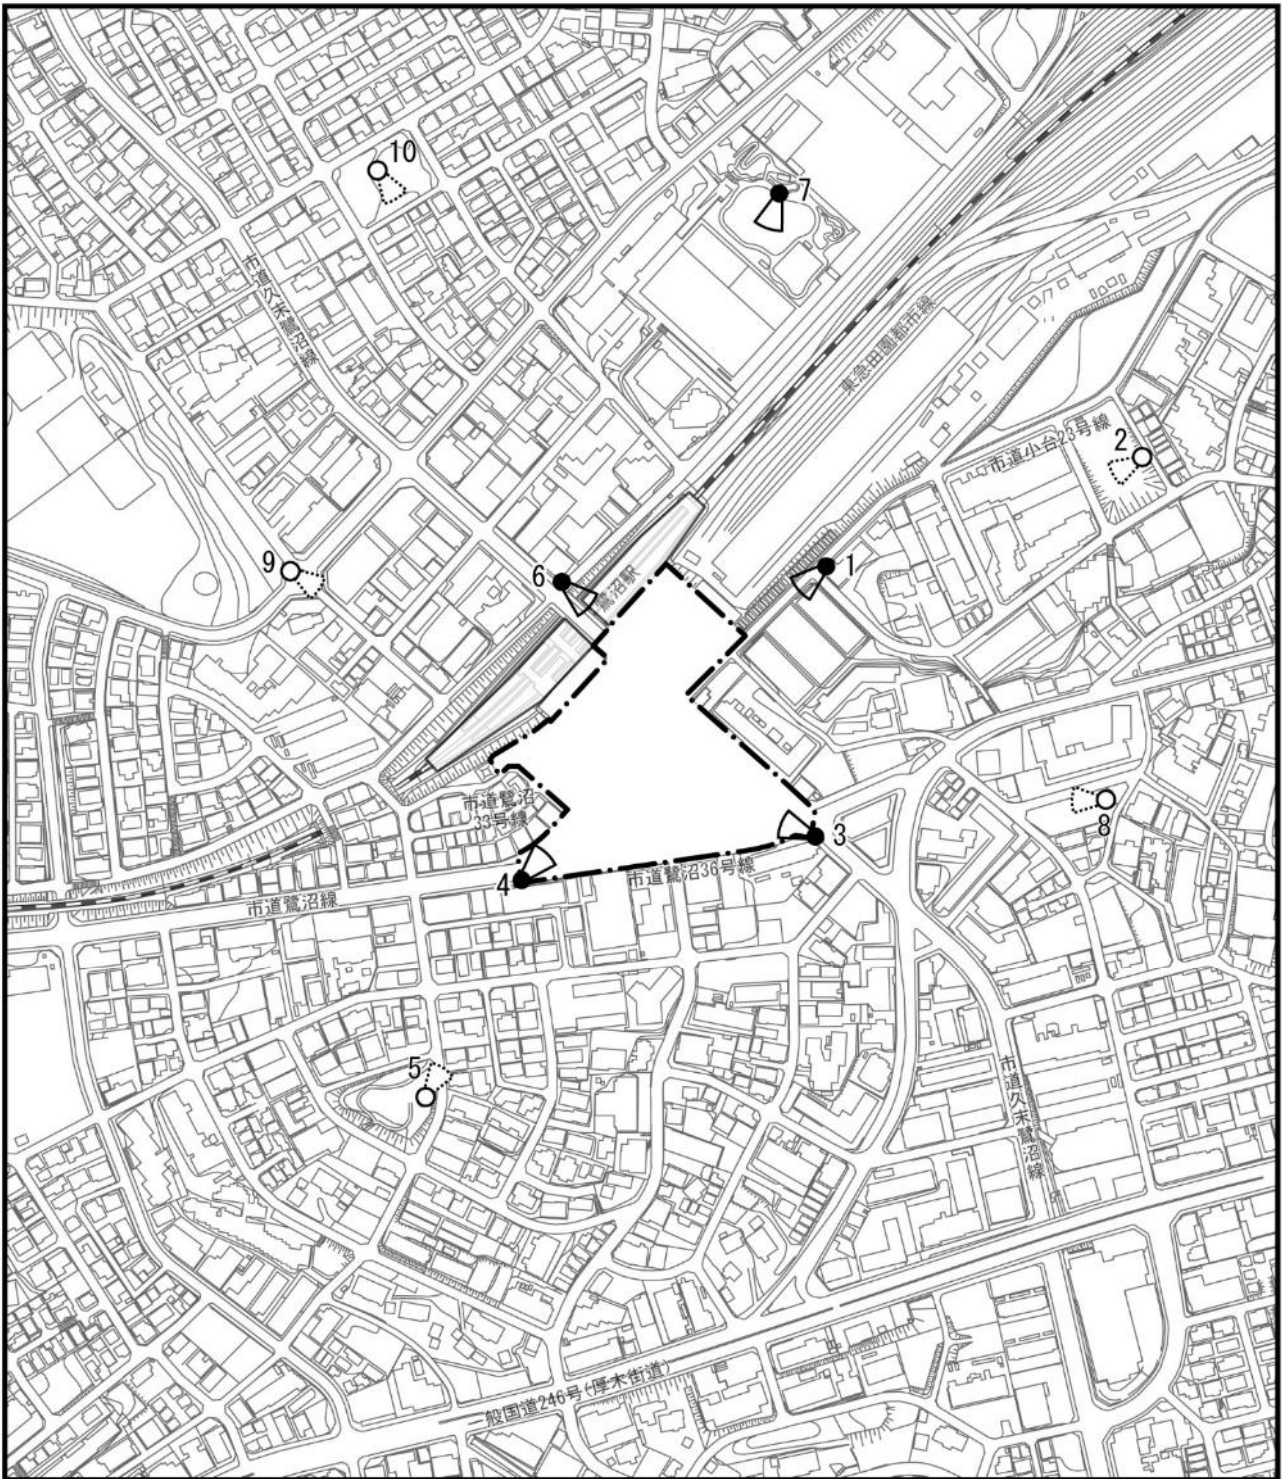 10
7
市道久末鷺沼線
東急田園都市線
2
市道小台23号線
9
6
鷺沼駅
1
市道鷺沼
33号線
8
3
4
市道鷺沼36号線
市道鷺沼線
5
市道久末鷺沼線
一般国道246号(厚木街道)